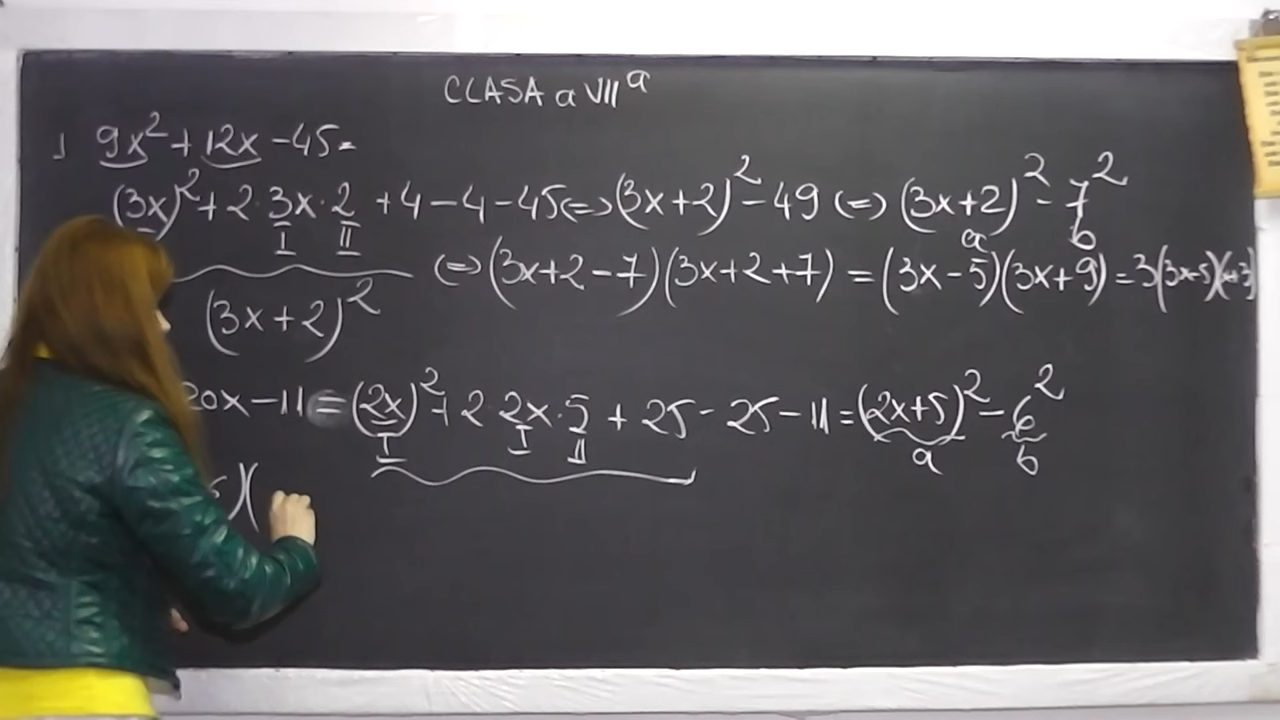 CLASA a VII a
9x² + 12x - 45 =
(3x)² + 2 · 3x · 2 + 4 - 4 - 45 <=> (3x+2)² - 49 <=> (3x+2)² - 7²
I II a b
<=> (3x+2-7)(3x+2+7) = (3x-5)(3x+9) = 3(3x-5)(x+3)
(3x+2)²
20x - 11 = (2x)² + 2 · 2x · 5 + 25 - 25 - 11 = (2x+5)² - 6²
I I II a b
)(